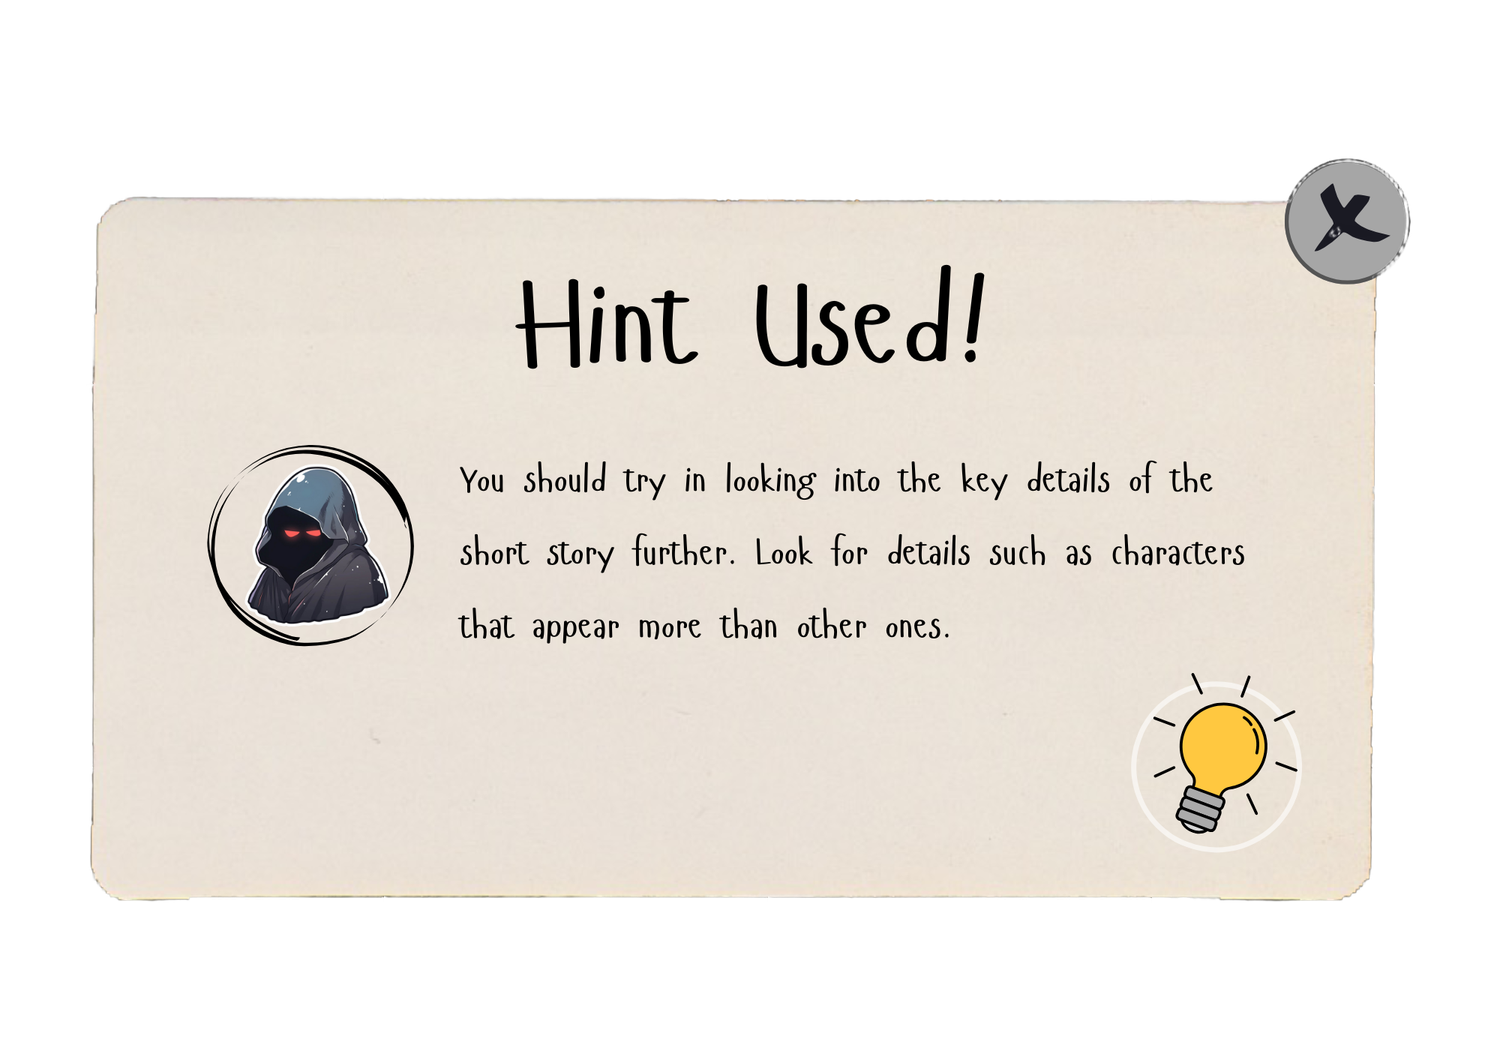 Hint Used!
You should try in looking into the key details of the
short story further. Look for details such as characters
that appear more than other ones.